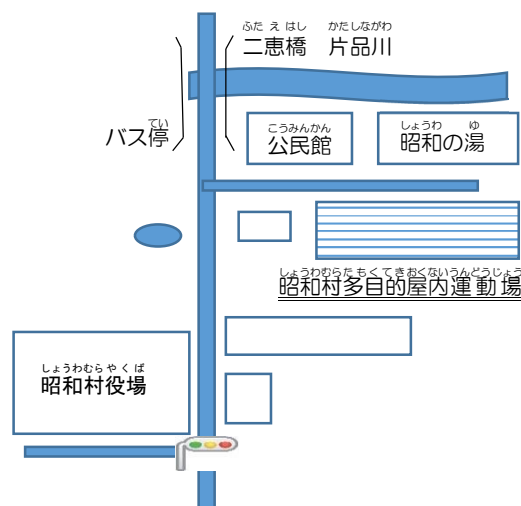 ふたえはし かたしながわ
二恵橋 片品川
てい
バス停
こうみんかん
公民館
しょうわ ゆ
昭和の湯
しょうわむらたもくてきおくないうんどうじょう
昭和村多目的屋内運動場
しょうわむらやくば
昭和村役場